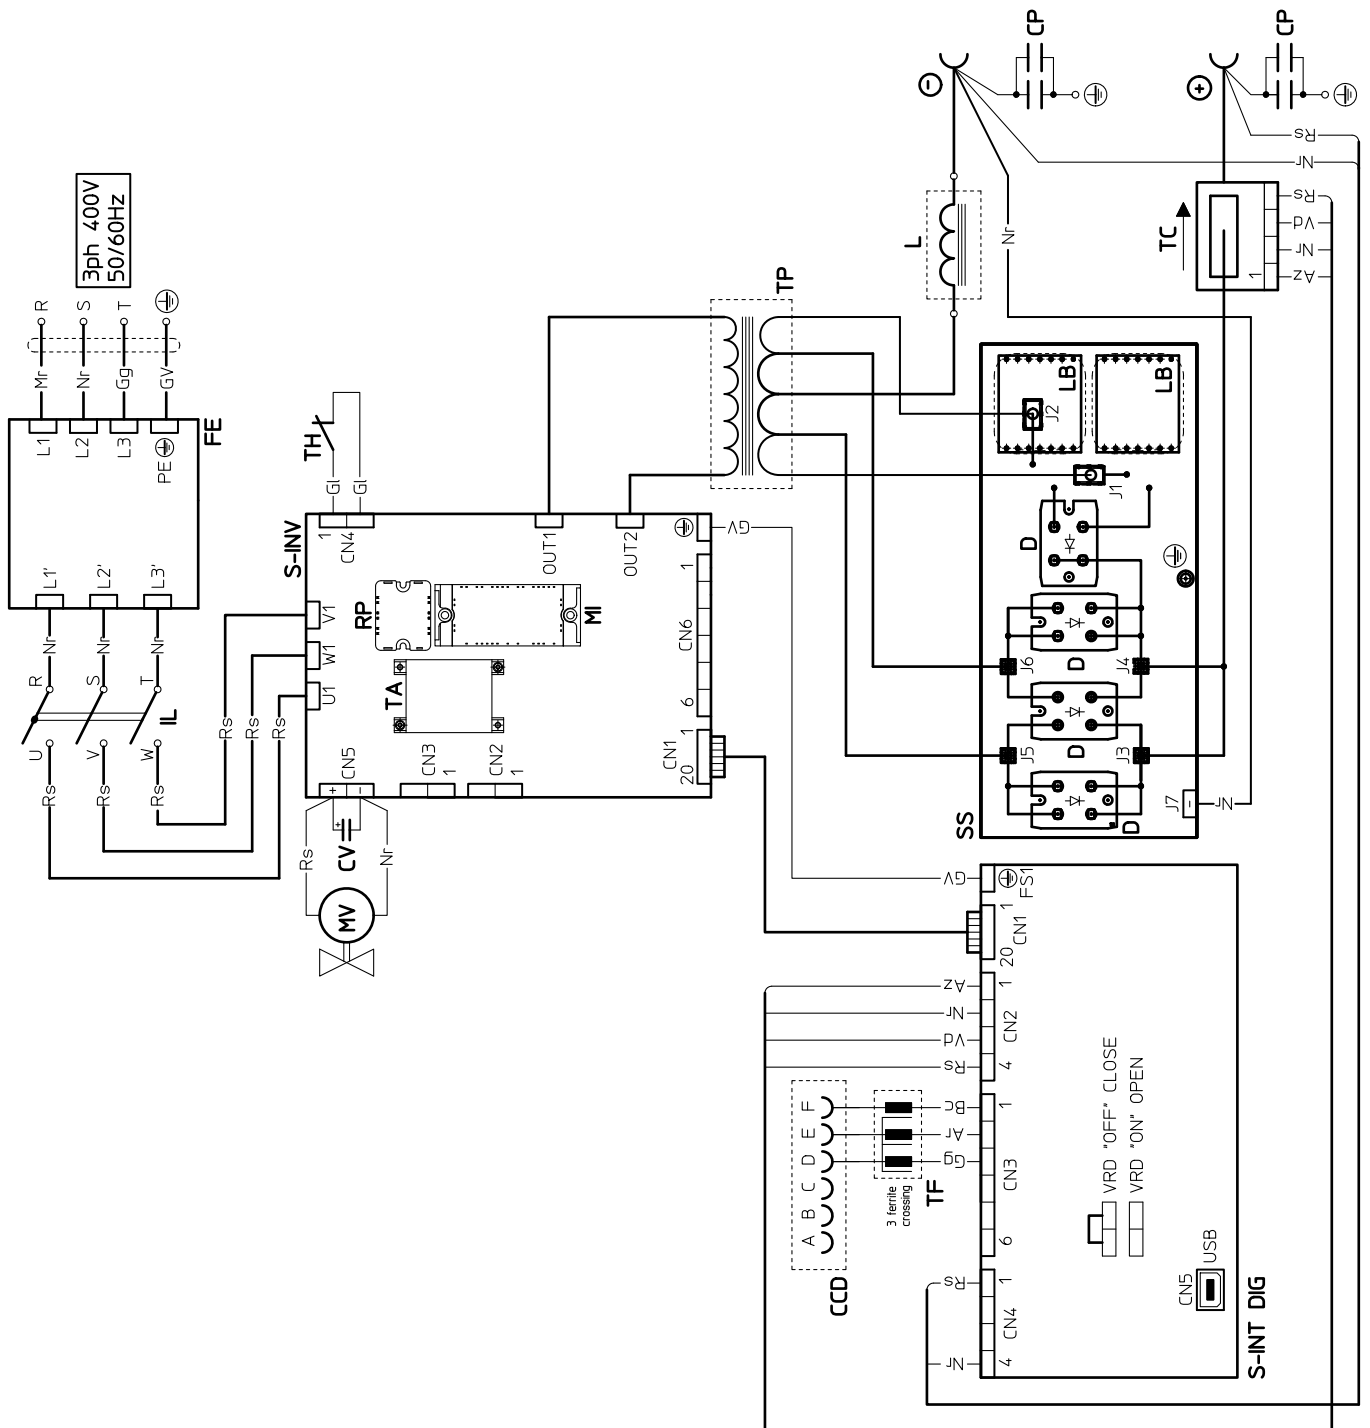 3ph 400V
50/60Hz
R
S
T
Mr
Nr
Gg
GV
L1
L2
L3
PE
FE
L1'
L2'
L3'
Nr
Nr
Nr
R
S
T
IL
U
V
W
Rs
Rs
Rs
Rs
Rs
Rs
TH
Gl
Gl
S-INV
1
CN4
V1
W1
U1
RP
MI
TA
OUT1
OUT2
GV
1
CN6
6
CN5
+
-
CN3
1
CN2
1
CN1
1
20
Rs
Nr
CV
+
MV
TP
L
-
CP
Nr
+
CP
Rs
Nr
TC
1
Rs
Vd
Nr
Az
SS
LB
LB
J2
J1
D
D
D
D
J6
J4
J5
J3
J7
-
Nr
GV
FS1
1
CN1
20
Az
Nr
Vd
Rs
1
CN2
4
Bc
Ar
Gg
1
CN3
6
Rs
Nr
1
CN4
4
CCD
A
B
C
D
E
F
TF
3 ferrite
crossing
VRD "OFF" CLOSE
VRD "ON" OPEN
CN5
USB
S-INT DIG